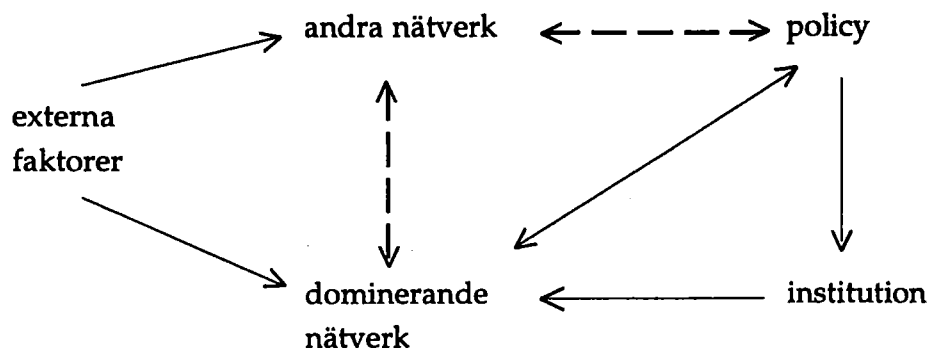 andra nätverk
policy
externa
faktorer
dominerande
nätverk
institution